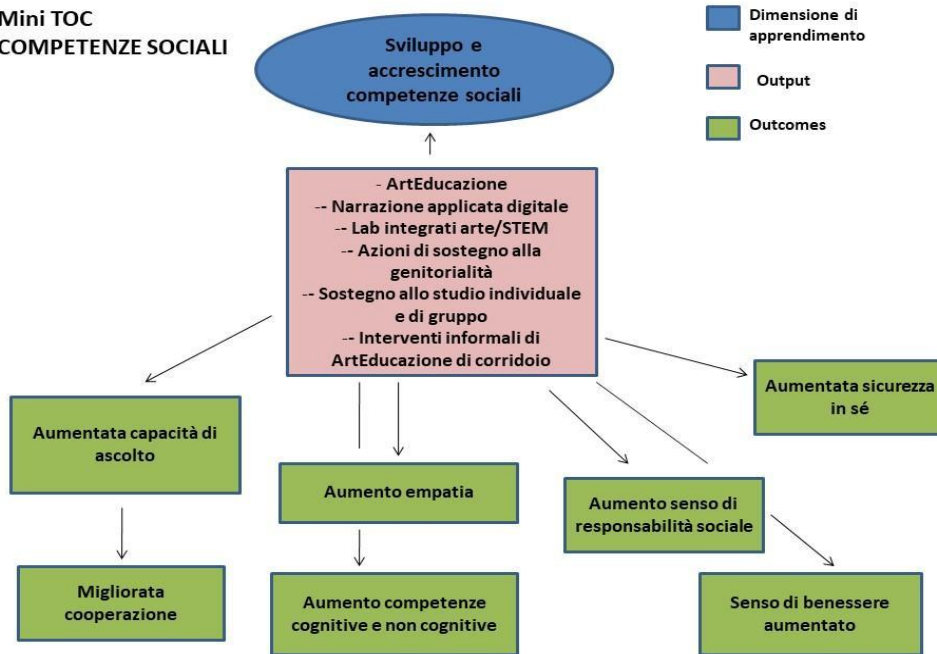 Mini TOC
COMPETENZE SOCIALI
Sviluppo e
accrescimento
competenze sociali
Dimensione di
apprendimento
Output
Outcomes
- ArtEducazione
-- Narrazione applicata digitale
-- Lab integrati arte/STEM
-- Azioni di sostegno alla
genitorialità
-- Sostegno allo studio individuale
e di gruppo
-- Interventi informali di
ArtEducazione di corridoio
Aumentata sicurezza
in sé
Aumentata capacità di
ascolto
Aumento empatia
Aumento senso di
responsabilità sociale
Migliorata
cooperazione
Aumento competenze
cognitive e non cognitive
Senso di benessere
aumentato